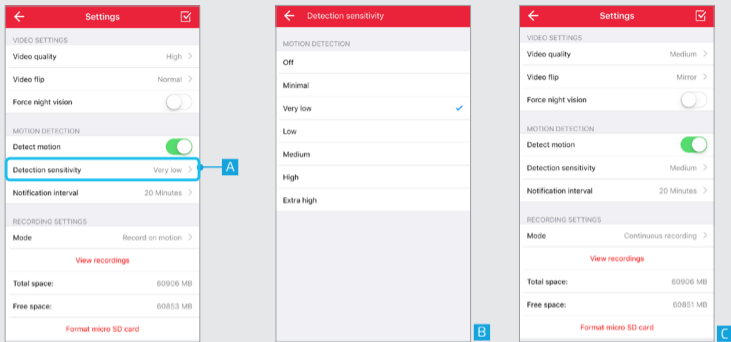 Settings
VIDEO SETTINGS
Video quality High
Video flip Normal
Force night vision
MOTION DETECTION
Detect motion
Detection sensitivity Very low
Notification interval 20 Minutes
RECORDING SETTINGS
Mode Record on motion
View recordings
Total space: 60906 MB
Free space: 60853 MB
Format micro SD card
A
Detection sensitivity
MOTION DETECTION
Off
Minimal
Very low
Low
Medium
High
Extra high
B
Settings
VIDEO SETTINGS
Video quality Medium
Video flip Mirror
Force night vision
MOTION DETECTION
Detect motion
Detection sensitivity Medium
Notification interval 20 Minutes
RECORDING SETTINGS
Mode Continuous recording
View recordings
Total space: 60906 MB
Free space: 60851 MB
Format micro SD card
C